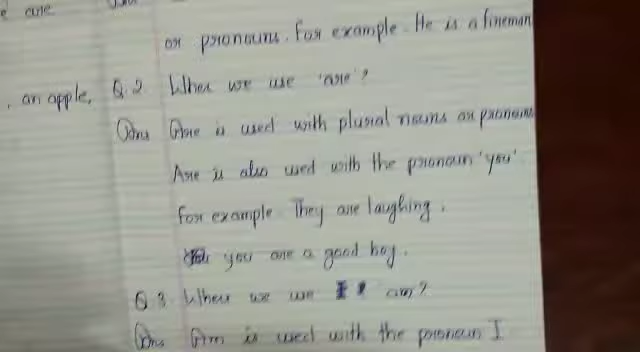 e are
or pronouns. For example. He is a fireman
, an apple, Q.2 When we use 'are'?
Ans Are is used with plural nouns or pronouns
Are is also used with the pronoun 'you'.
For example. They are laughing.
you are a good boy.
Q 3. When we use am?
Ans Am is used with the pronoun I